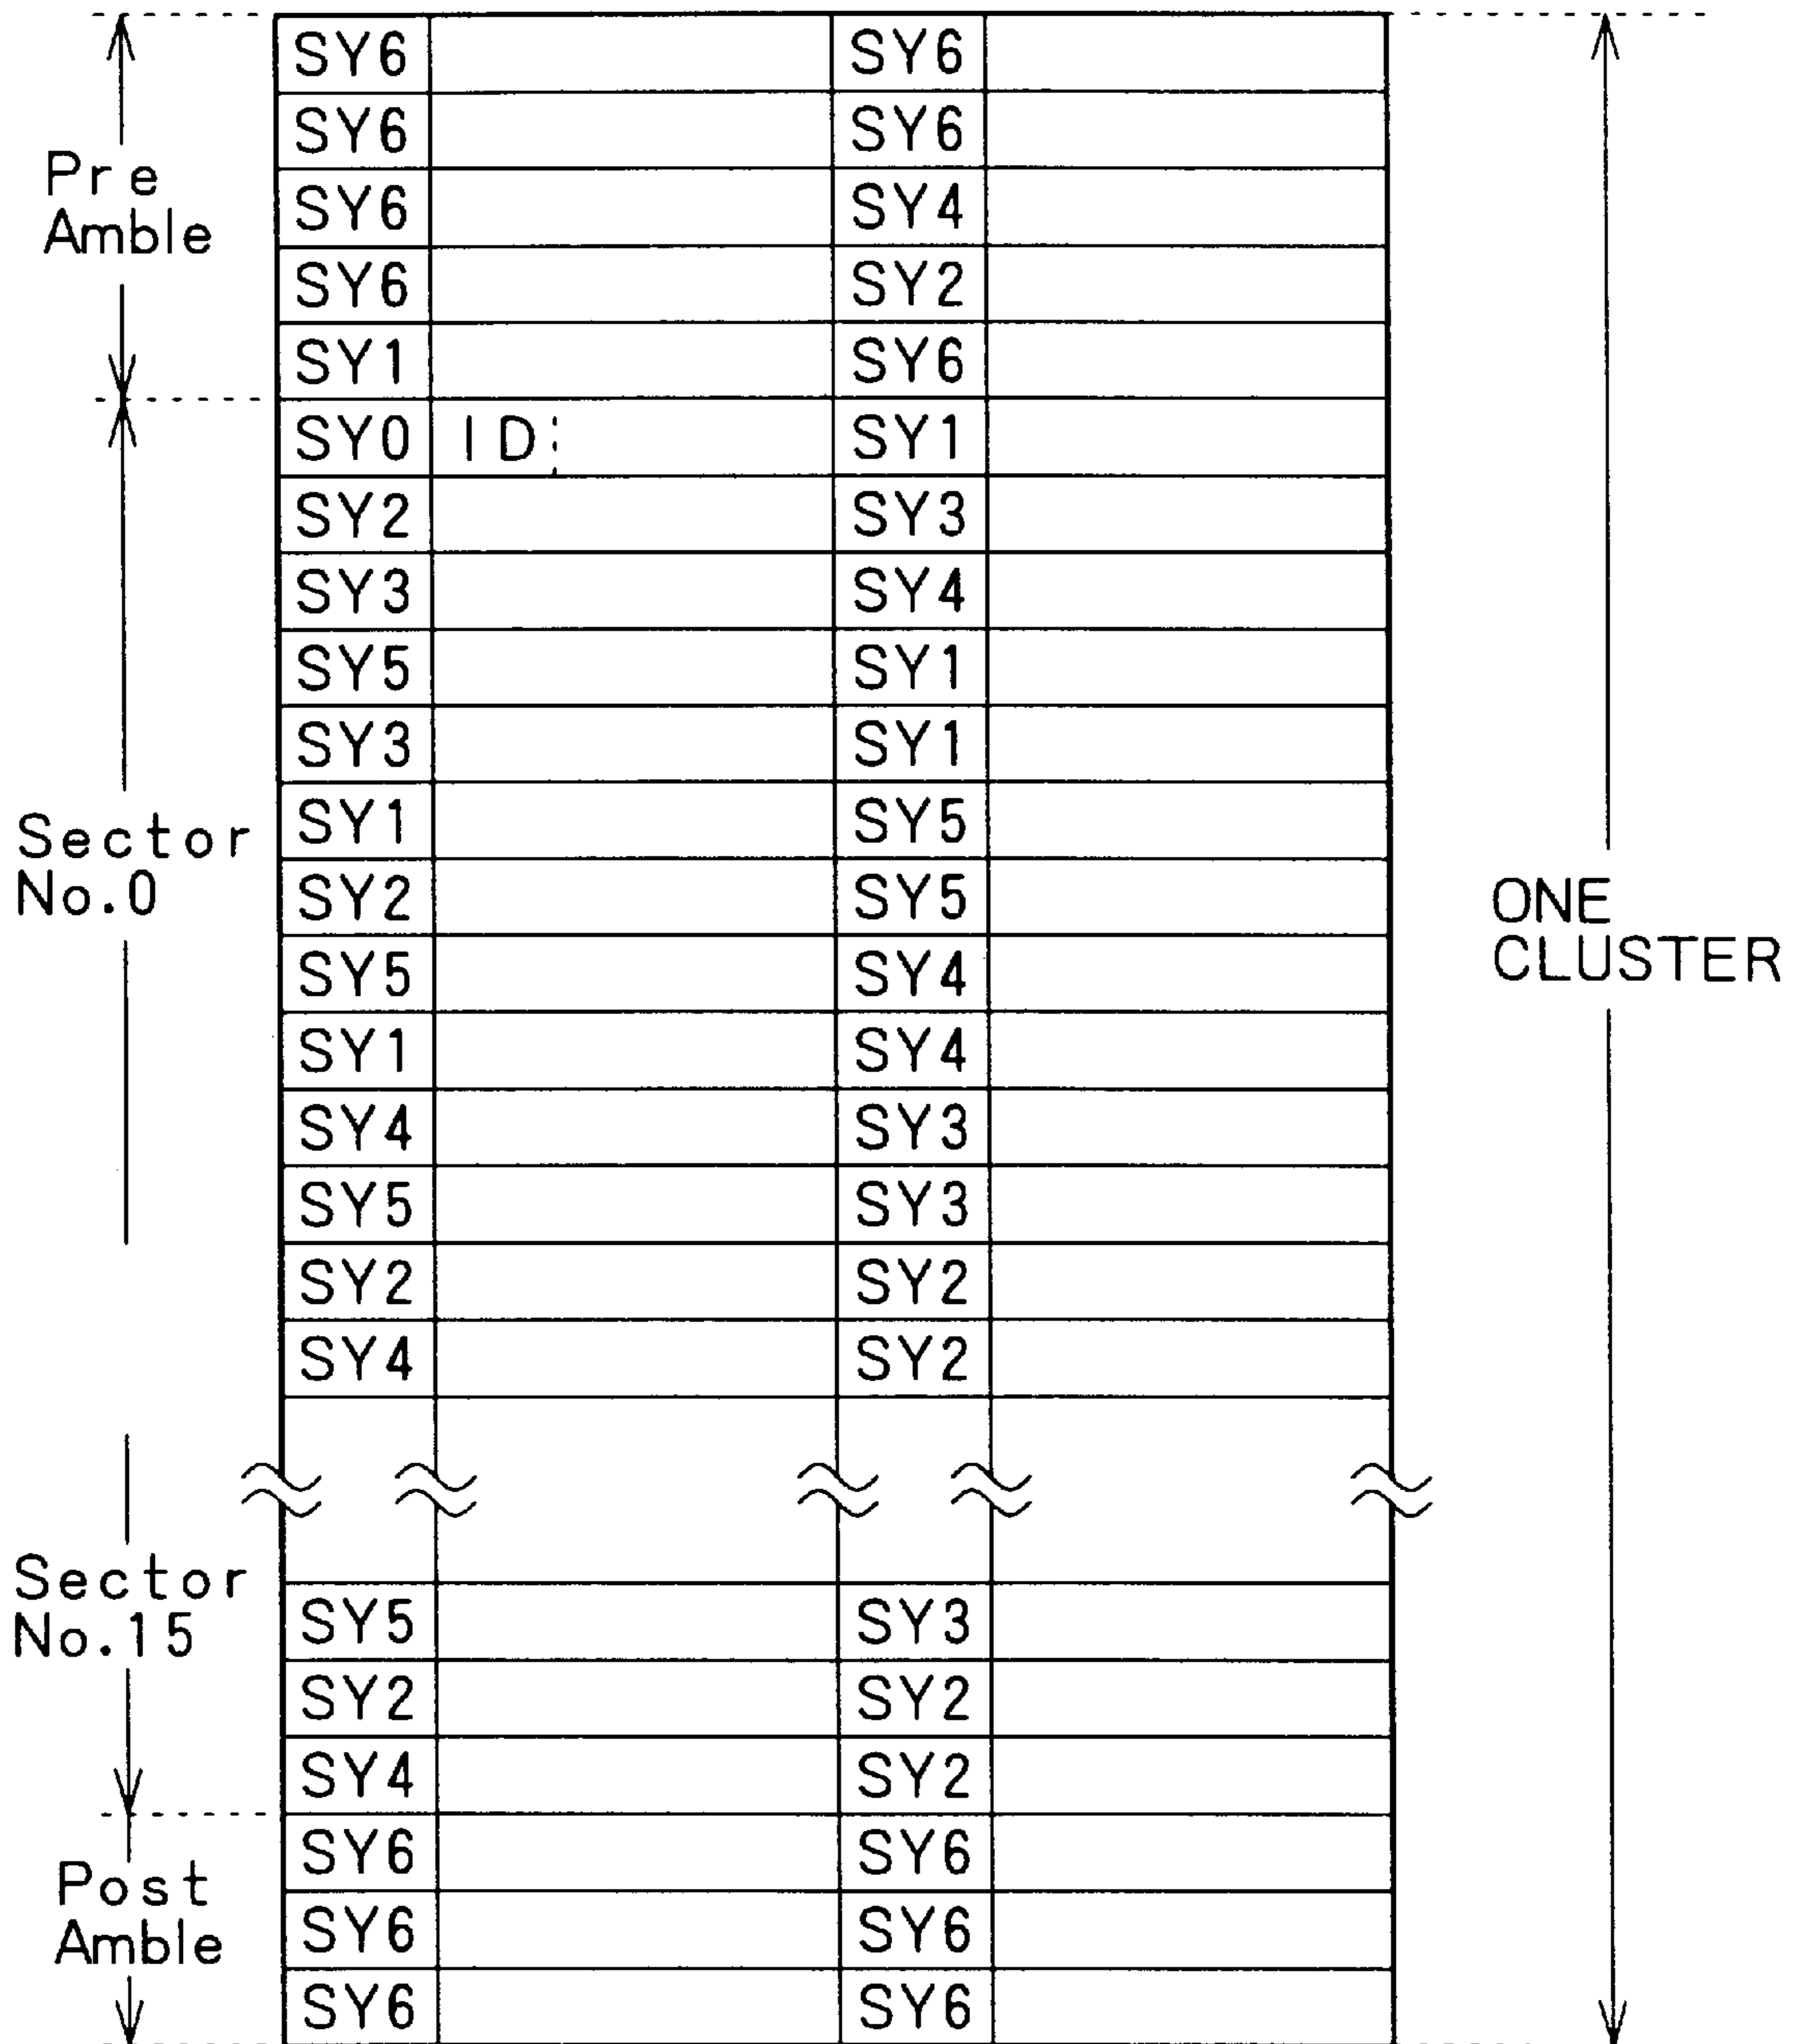 SY6 SY6
SY6 SY6
Pre
Amble
SY6 SY4
SY6 SY2
SY1 SY6
SY0 ID SY1
SY2 SY3
SY3 SY4
SY5 SY1
SY3 SY1
Sector
No.0
SY1 SY5
SY2 SY5
ONE
CLUSTER
SY5 SY4
SY1 SY4
SY4 SY3
SY5 SY3
SY2 SY2
SY4 SY2
Sector
No.15
SY5 SY3
SY2 SY2
SY4 SY2
SY6 SY6
Post
Amble
SY6 SY6
SY6 SY6